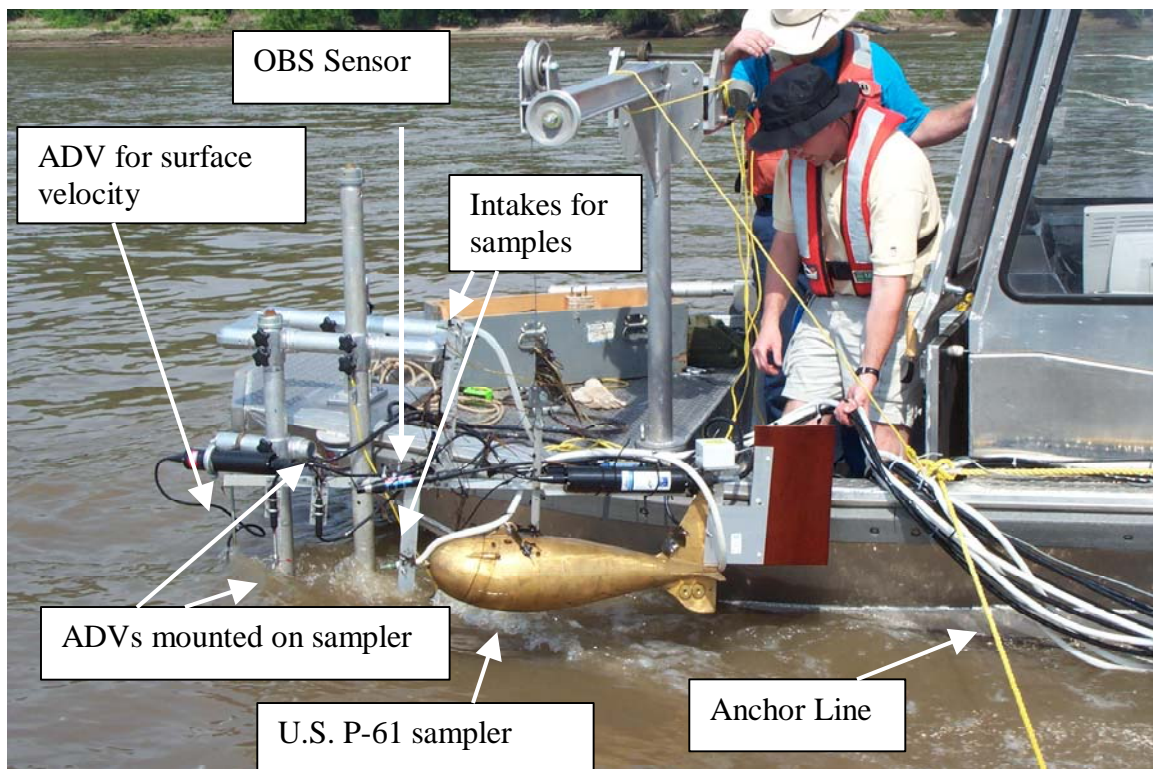 OBS Sensor
ADV for surface
velocity
Intakes for
samples
ADVs mounted on sampler
U.S. P-61 sampler
Anchor Line